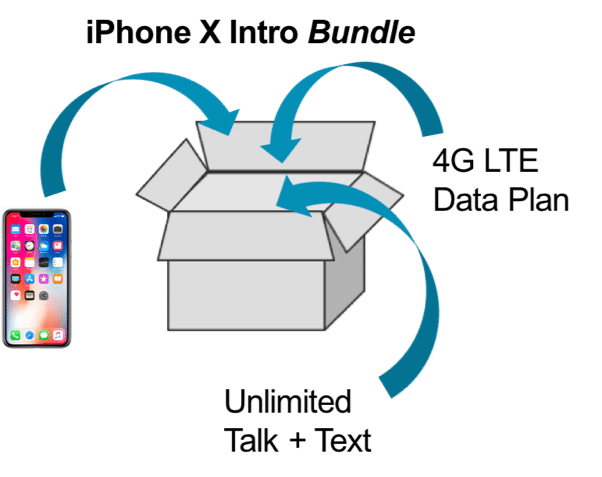 iPhone X Intro Bundle
4G LTE
Data Plan
Unlimited
Talk + Text